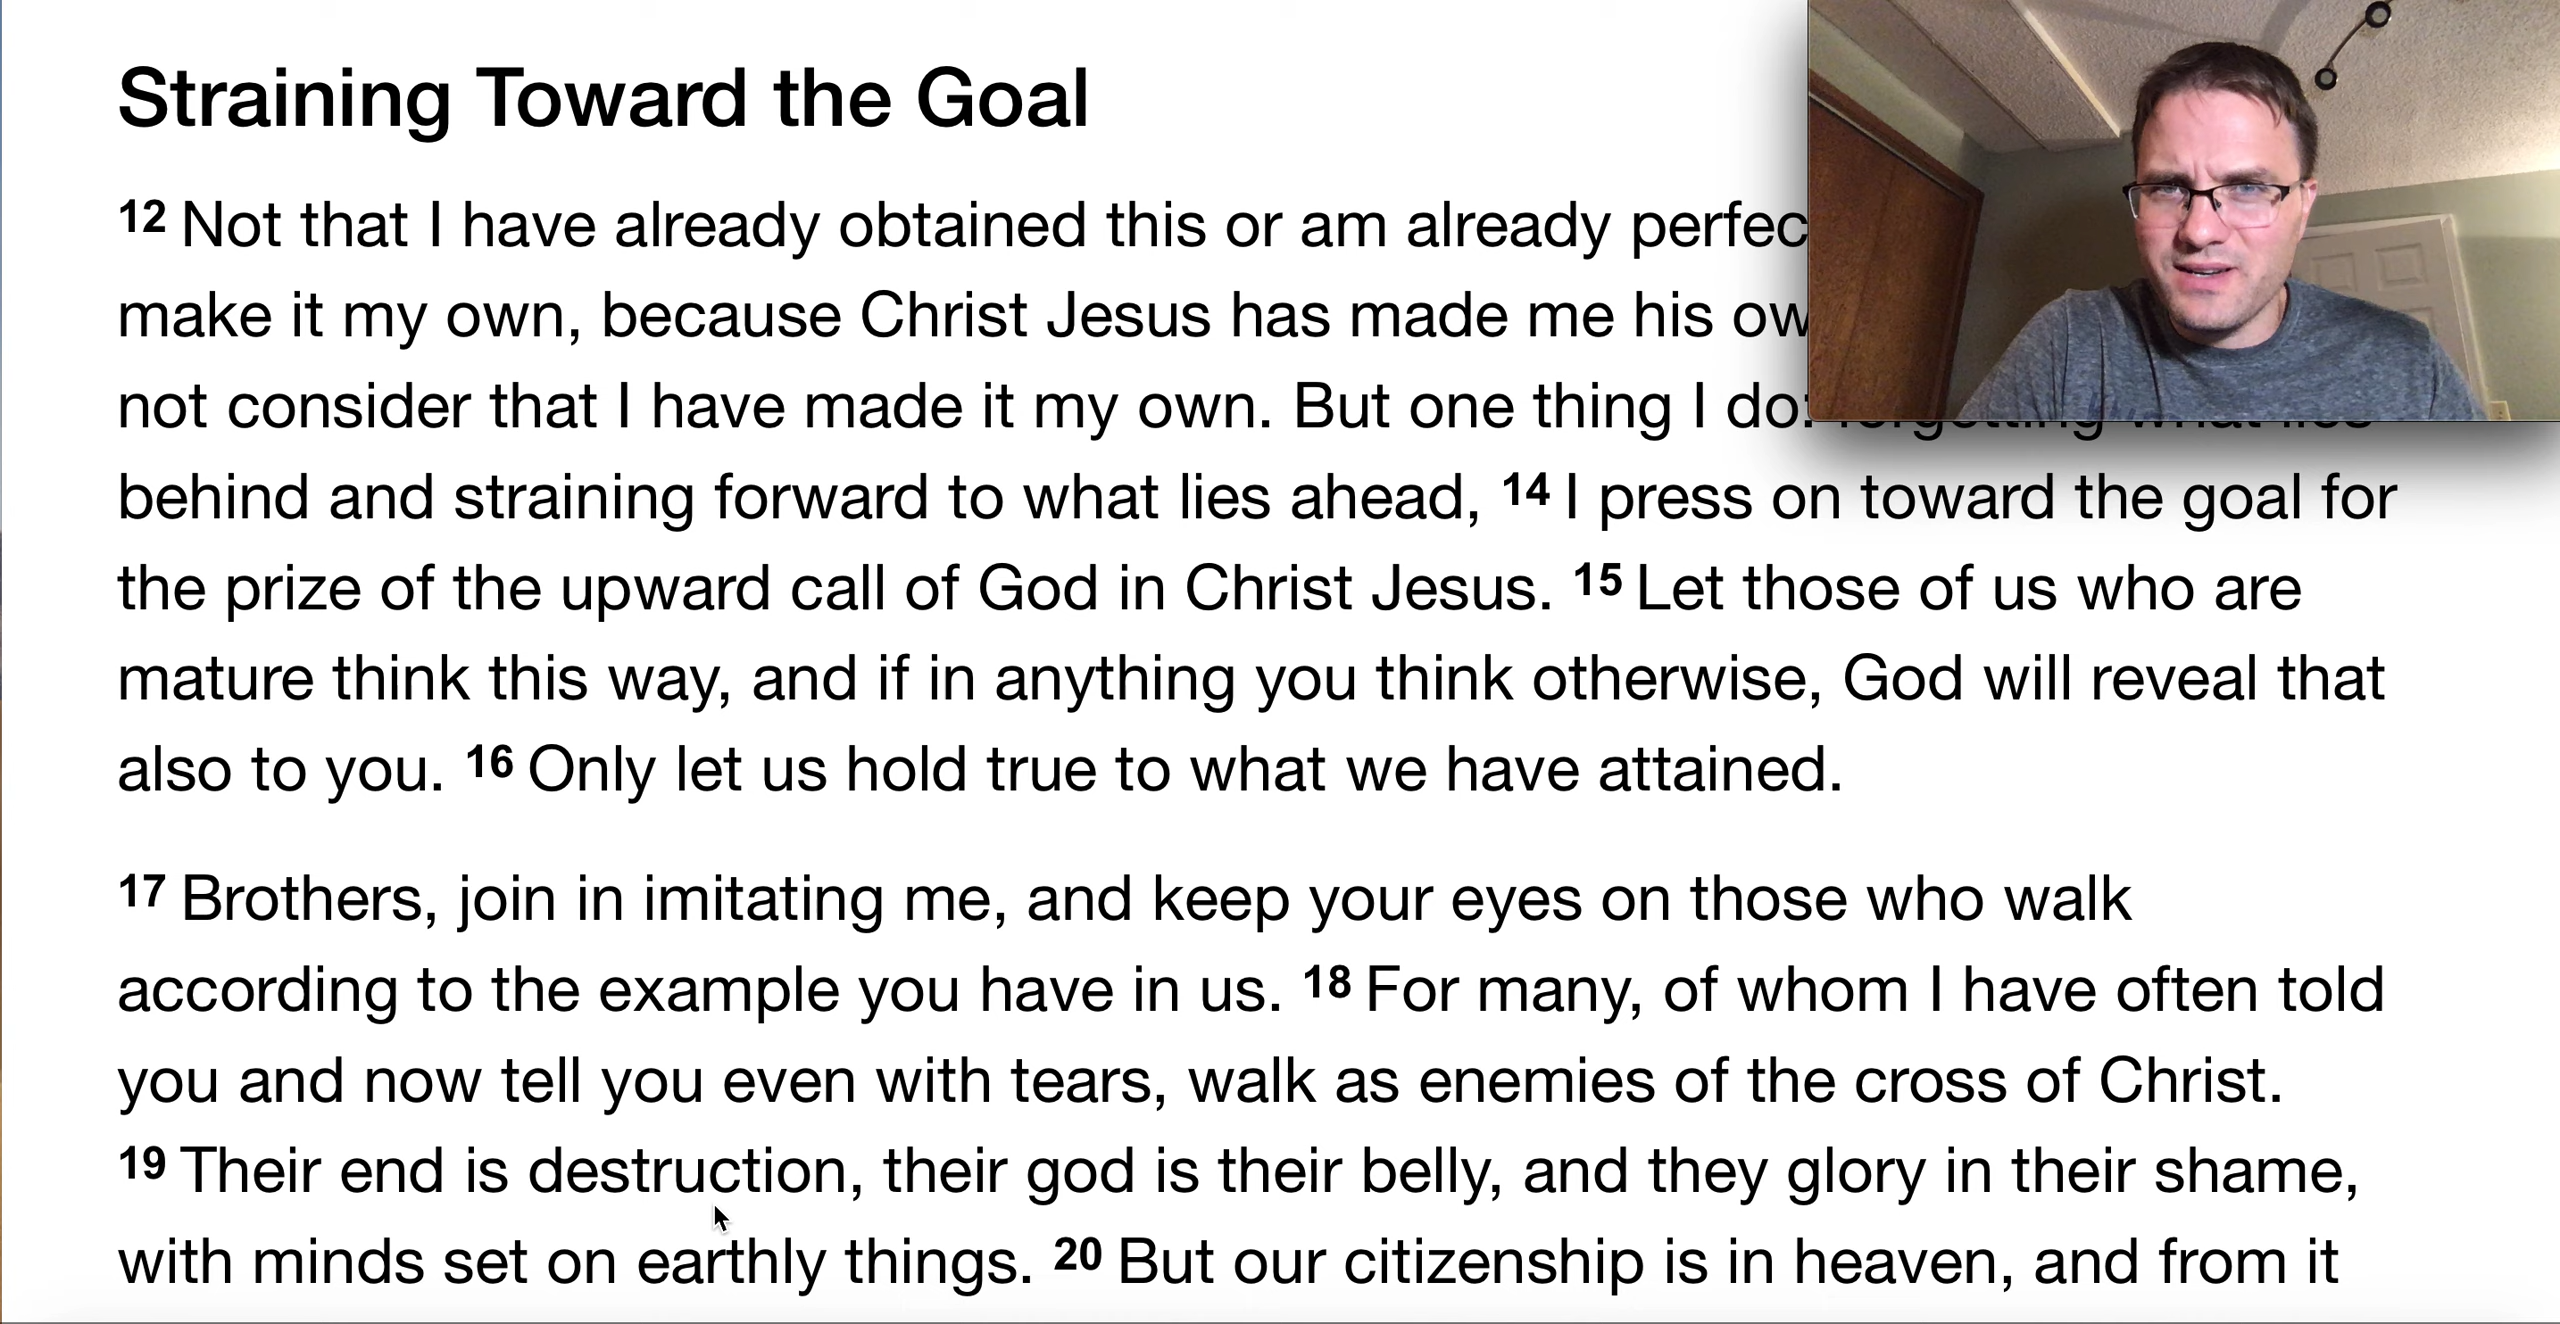 Straining Toward the Goal
12 Not that I have already obtained this or am already
make it my own, because Christ Jesus has made me his
not consider that I have made it my own. But one thing I do: forgetting what lies
behind and straining forward to what lies ahead, 14 I press on toward the goal for
the prize of the upward call of God in Christ Jesus. 15 Let those of us who are
mature think this way, and if in anything you think otherwise, God will reveal that
also to you. 16 Only let us hold true to what we have attained.
17 Brothers, join in imitating me, and keep your eyes on those who walk
according to the example you have in us. 18 For many, of whom I have often told
you and now tell you even with tears, walk as enemies of the cross of Christ.
19 Their end is destruction, their god is their belly, and they glory in their shame,
with minds set on earthly things. 20 But our citizenship is in heaven, and from it